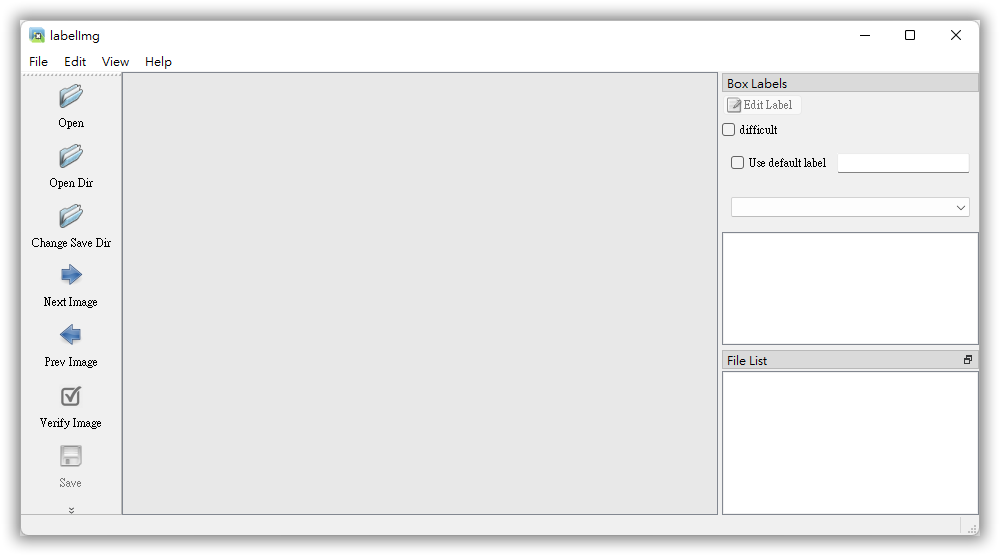 labelImg
File Edit View Help
Open
Open Dir
Change Save Dir
Next Image
Prev Image
Verify Image
Save
Box Labels
Edit Label
difficult
Use default label
File List